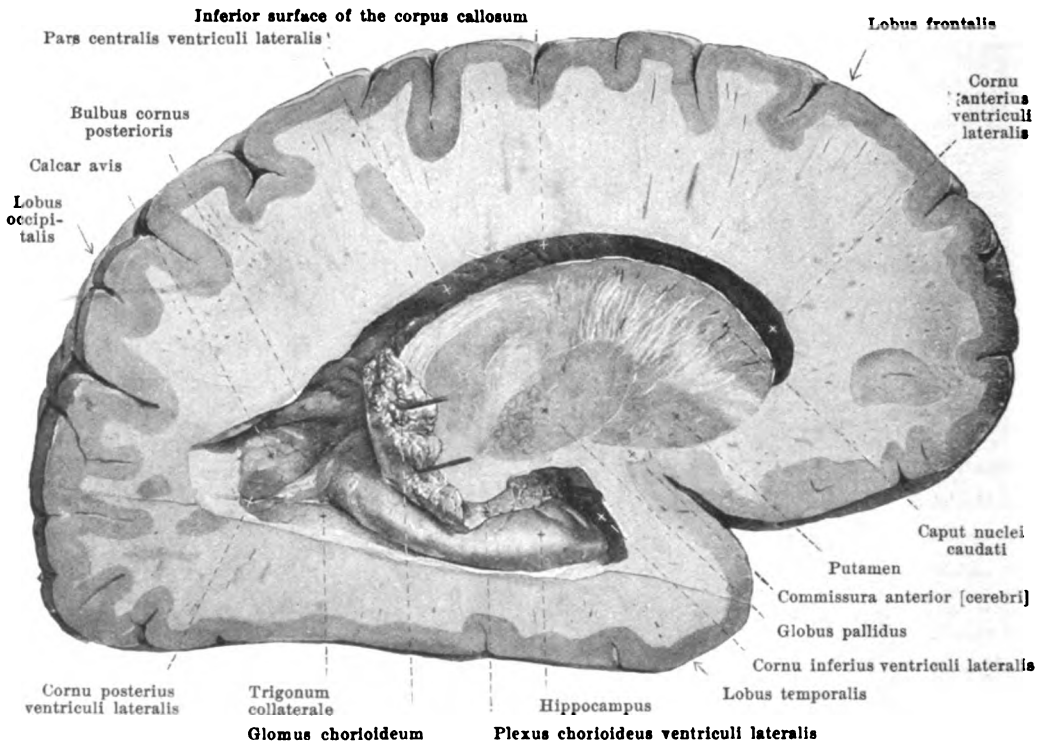 Inferior surface of the corpus callosum
Pars centralis ventriculi lateralis
Lobus frontalis
Cornu
anterius
ventriculi
lateralis
Bulbus cornus
posterioris
Calcar avis
Lobus
occipi-
talis
Caput nuclei
caudati
Putamen
Commissura anterior [cerebri]
Globus pallidus
Cornu inferius ventriculi lateralis
Lobus temporalis
Cornu posterius
ventriculi lateralis
Trigonum
collaterale
Hippocampus
Glomus chorioideum
Plexus chorioideus ventriculi lateralis